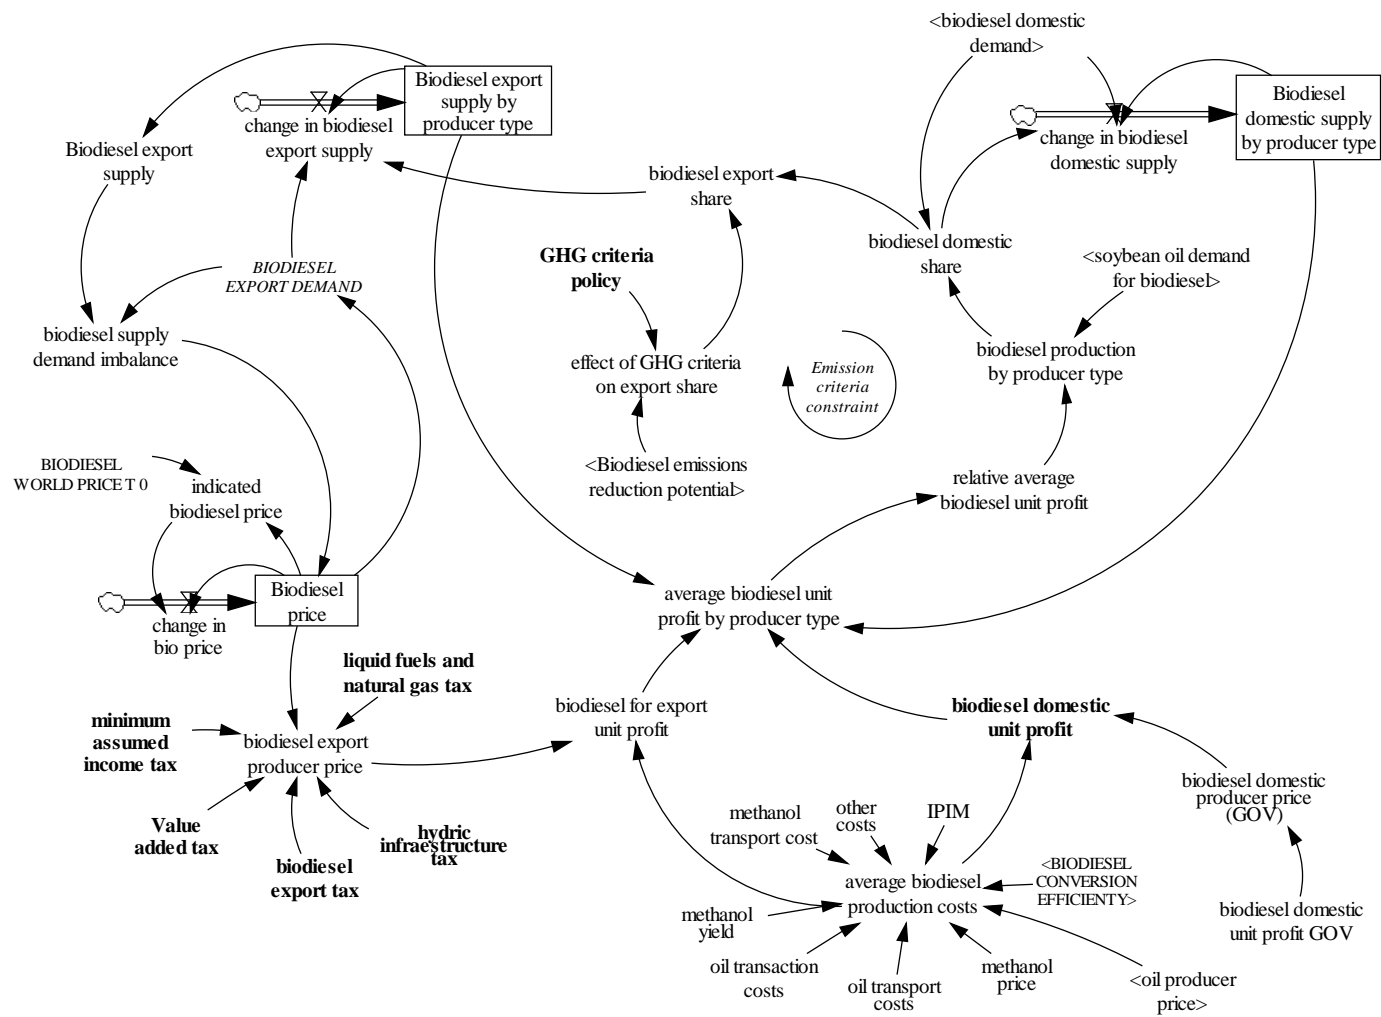 <biodiesel domestic
demand>
Biodiesel export
supply by
producer type
Biodiesel
domestic supply
by producer type
change in biodiesel
export supply
change in biodiesel
domestic supply
Biodiesel export
supply
biodiesel export
share
biodiesel domestic
share
GHG criteria
policy
<soybean oil demand
for biodiesel>
BIODIESEL
EXPORT DEMAND
biodiesel supply
demand imbalance
effect of GHG criteria
on export share
Emission
criteria
constraint
biodiesel production
by producer type
BIODIESEL
WORLD PRICE T 0
indicated
biodiesel price
<Biodiesel emissions
reduction potential>
relative average
biodiesel unit profit
Biodiesel
price
change in
bio price
average biodiesel unit
profit by producer type
liquid fuels and
natural gas tax
minimum
assumed
income tax
biodiesel export
producer price
biodiesel for export
unit profit
biodiesel domestic
unit profit
biodiesel domestic
producer price
(GOV)
Value
added tax
biodiesel
export tax
hydric
infraestructure
tax
methanol
transport cost
other
costs
IPIM
average biodiesel
production costs
<BIODIESEL
CONVERSION
EFFICIENTY>
methanol
yield
oil transaction
costs
oil transport
costs
methanol
price
<oil producer
price>
biodiesel domestic
unit profit GOV